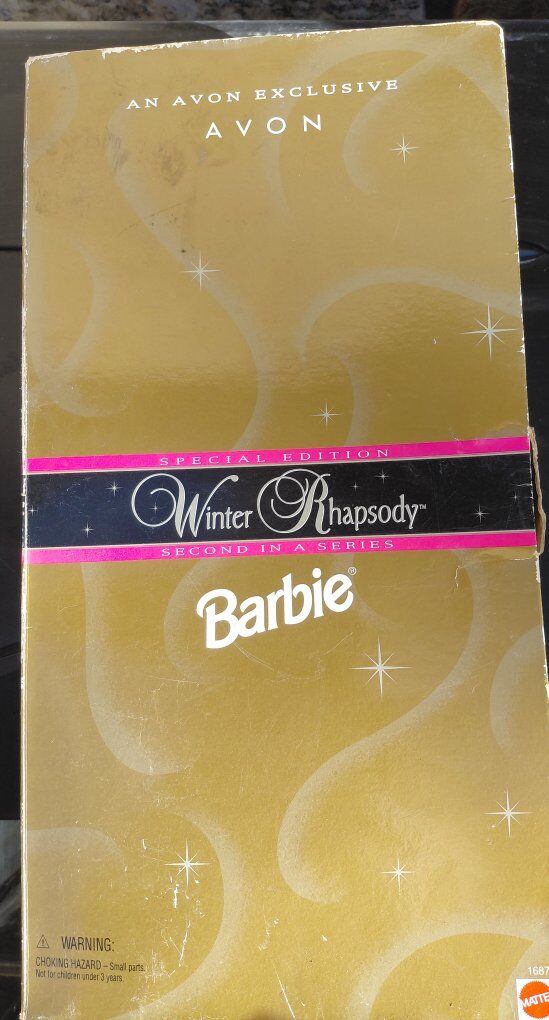 AN AVON EXCLUSIVE
AVON
SPECIAL EDITION
Winter Rhapsody™
SECOND IN A SERIES
Barbie®
⚠ WARNING:
CHOKING HAZARD – Small parts.
Not for children under 3 years.
1687
MATTE